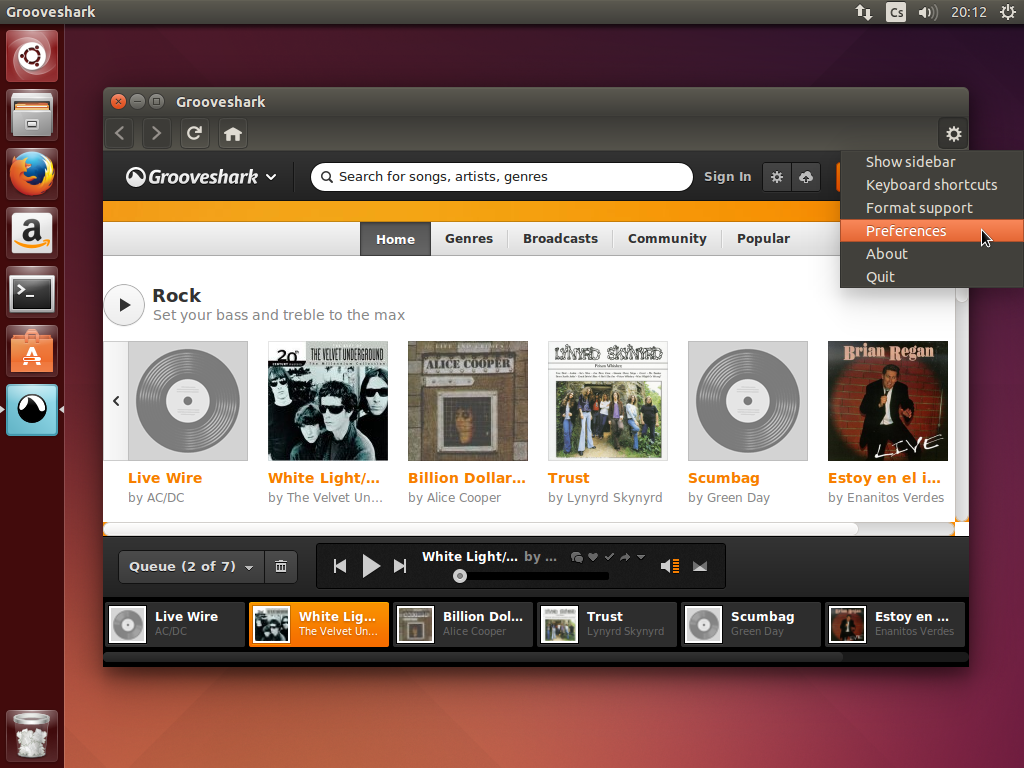 Grooveshark
Cs
20:12
Grooveshark
Show sidebar
Keyboard shortcuts
Format support
Preferences
About
Quit
Grooveshark
Search for songs, artists, genres
Sign In
Home
Genres
Broadcasts
Community
Popular
Rock
Set your bass and treble to the max
20th
THE VELVET UNDERGROUND
ALICE COOPER
LYNYRD SKYNYRD
Brian Regan
LIVE
Live Wire
by AC/DC
White Light/...
by The Velvet Un...
Billion Dollar...
by Alice Cooper
Trust
by Lynyrd Skynyrd
Scumbag
by Green Day
Estoy en el i...
by Enanitos Verdes
Queue (2 of 7)
White Light/... by ...
Live Wire
AC/DC
White Lig...
The Velvet Un...
Billion Dol...
Alice Cooper
Trust
Lynyrd Skynyrd
Scumbag
Green Day
Estoy en ...
Enanitos Verdes